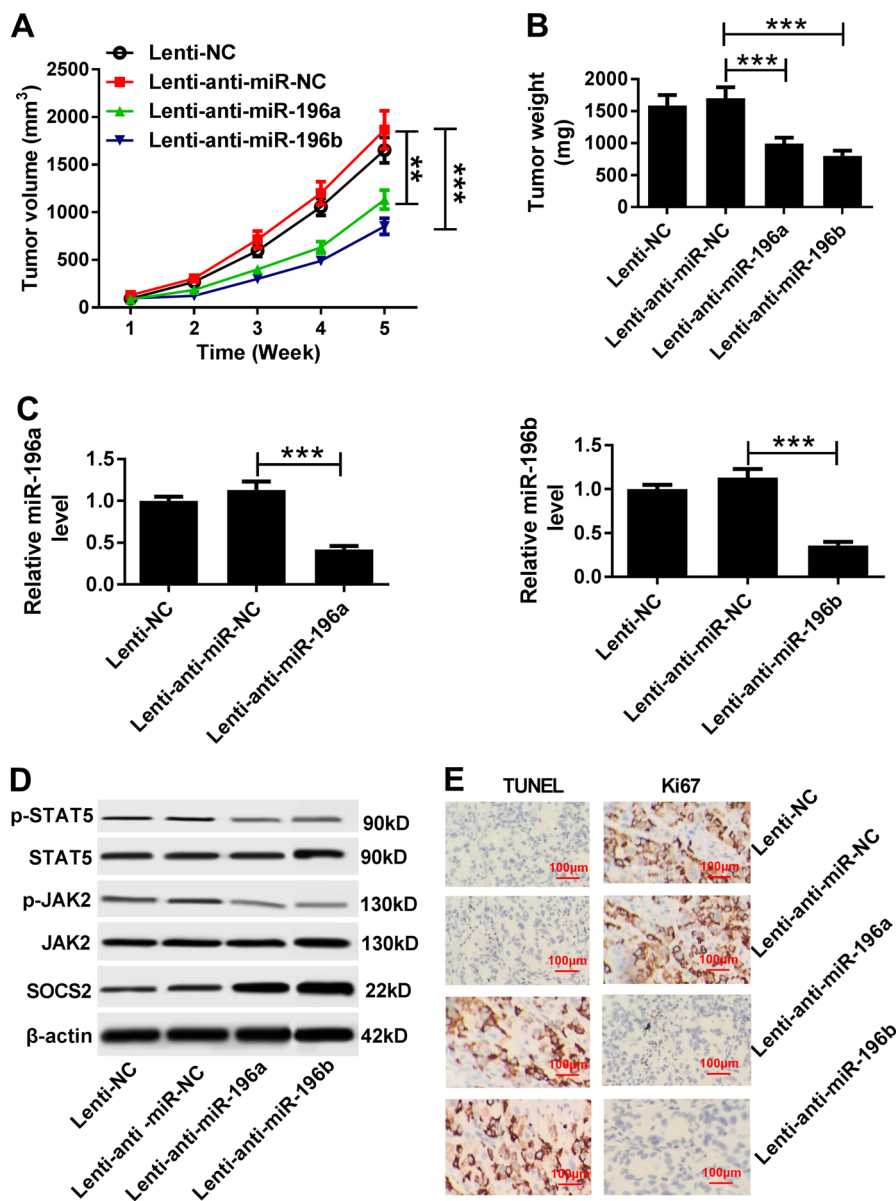 A
Lenti-NC
Lenti-anti-miR-NC
Lenti-anti-miR-196a
Lenti-anti-miR-196b
Tumor volume (mm³)
2500
2000
1500
1000
500
0
1 2 3 4 5
Time (Week)
**
***
B
***
***
Tumor weight
(mg)
2000
1500
1000
500
0
Lenti-NC
Lenti-anti-miR-NC
Lenti-anti-miR-196a
Lenti-anti-miR-196b
C
Relative miR-196a
level
1.5
1.0
0.5
0.0
***
Lenti-NC
Lenti-anti-miR-NC
Lenti-anti-miR-196a
Relative miR-196b
level
1.5
1.0
0.5
0.0
***
Lenti-NC
Lenti-anti-miR-NC
Lenti-anti-miR-196b
D
p-STAT5 90kD
STAT5 90kD
p-JAK2 130kD
JAK2 130kD
SOCS2 22kD
β-actin 42kD
Lenti-NC
Lenti-anti -miR-NC
Lenti-anti-miR-196a
Lenti-anti-miR-196b
E
TUNEL Ki67
100μm 100μm
Lenti-NC
100μm 100μm
Lenti-anti-miR-NC
100μm 100μm
Lenti-anti-miR-196a
100μm 100μm
Lenti-anti-miR-196b